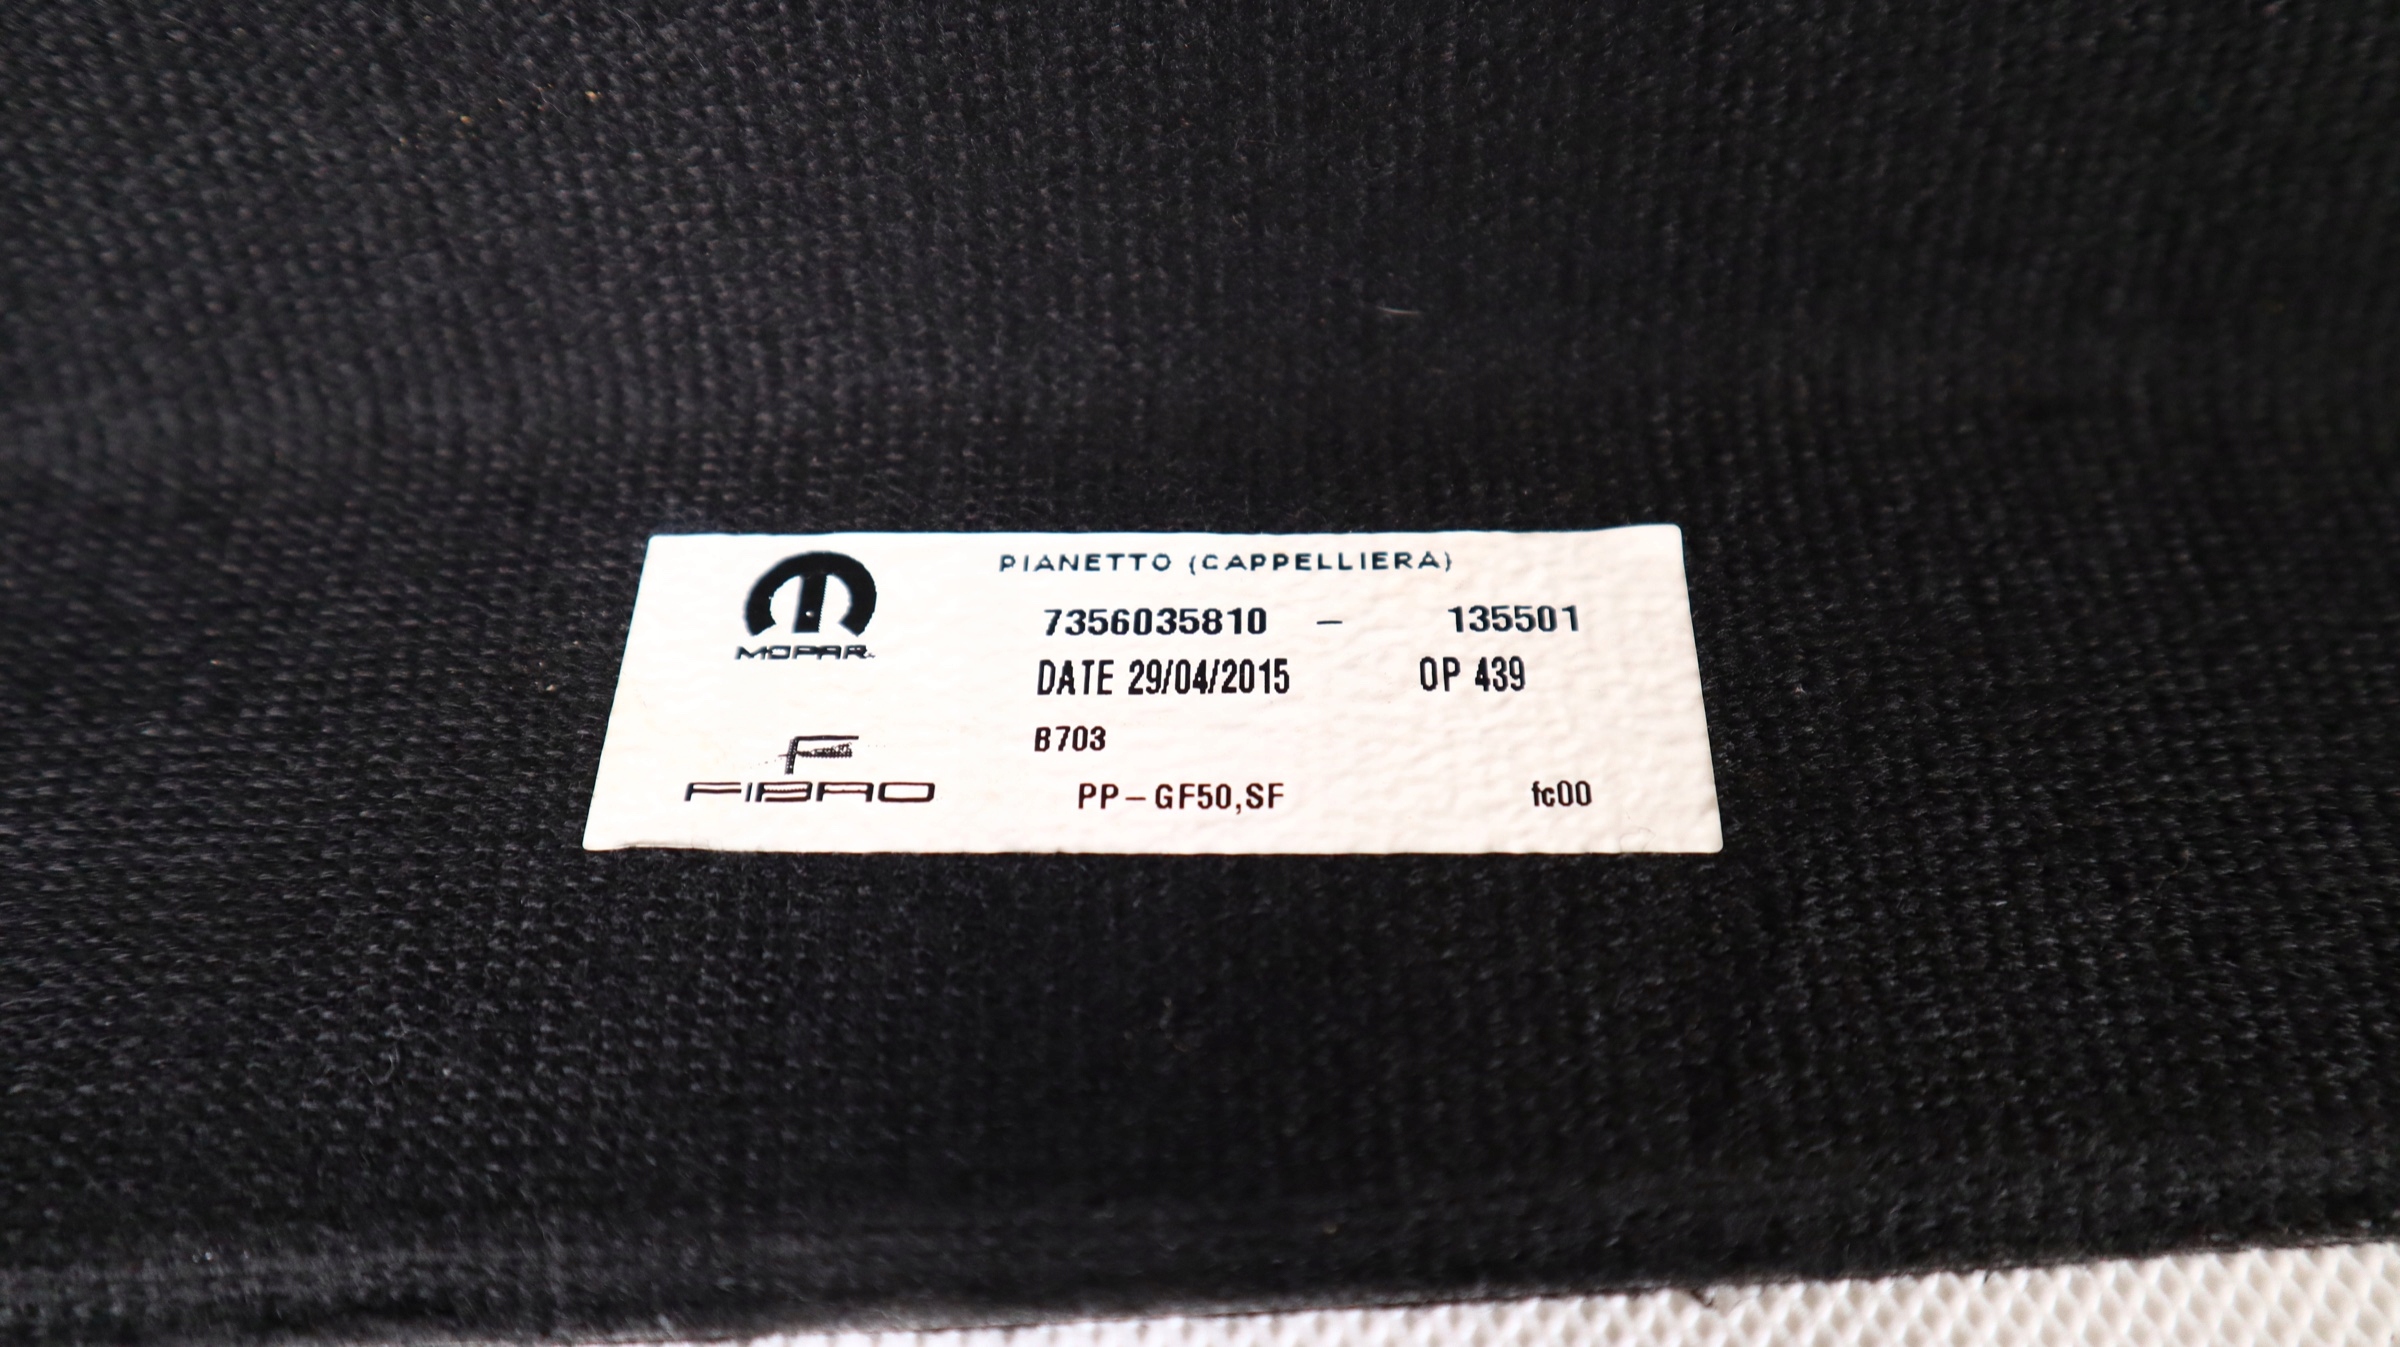 PIANETTO (CAPPELLIERA)
MOPAR
7356035810 – 135501
DATE 29/04/2015 OP 439
B703
FIBRO
PP–GF50,SF fc00